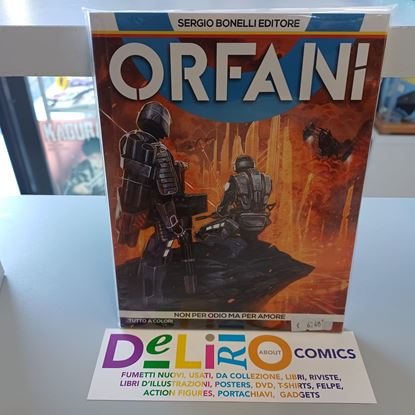 SERGIO BONELLI EDITORE
ORFANI
NON PER ODIO MA PER AMORE
TUTTO A COLORI
DeLiRiO ABOUT COMICS
FUMETTI NUOVI, USATI, DA COLLEZIONE, LIBRI, RIVISTE,
LIBRI D'ILLUSTRAZIONI, POSTERS, DVD, T-SHIRTS, FELPE,
ACTION FIGURES, PORTACHIAVI, GADGETS